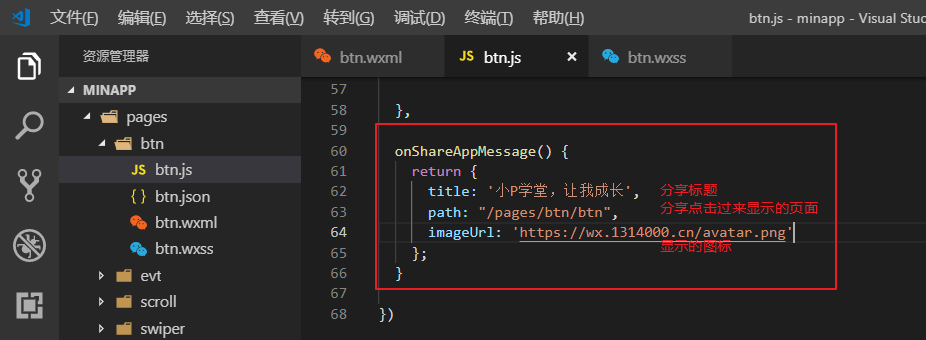 文件(F) 编辑(E) 选择(S) 查看(V) 转到(G) 调试(D) 终端(T) 帮助(H) btn.js - minapp - Visual Stu
资源管理器
btn.wxml JS btn.js × btn.wxss
MINAPP
pages
btn
JS btn.js
{ } btn.json
btn.wxml
btn.wxss
evt
scroll
swiper
57
58 },
59
60 onShareAppMessage() {
61 return {
62 title: '小P学堂，让我成长', 分享标题
63 path: "/pages/btn/btn", 分享点击过来显示的页面
64 imageUrl: 'https://wx.1314000.cn/avatar.png'
显示的图标
65 };
66 }
67
68 })